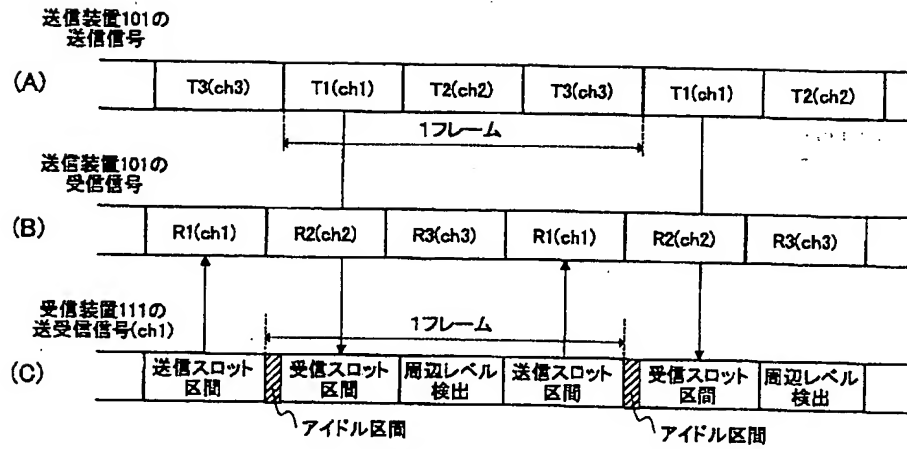 送信装置101の
送信信号
(A)
T3(ch3) T1(ch1) T2(ch2) T3(ch3) T1(ch1) T2(ch2)
1フレーム
送信装置101の
受信信号
(B)
R1(ch1) R2(ch2) R3(ch3) R1(ch1) R2(ch2) R3(ch3)
受信装置111の
送受信信号(ch1)
1フレーム
(C)
送信スロット
区間
受信スロット
区間
周辺レベル
検出
送信スロット
区間
受信スロット
区間
周辺レベル
検出
アイドル区間
アイドル区間